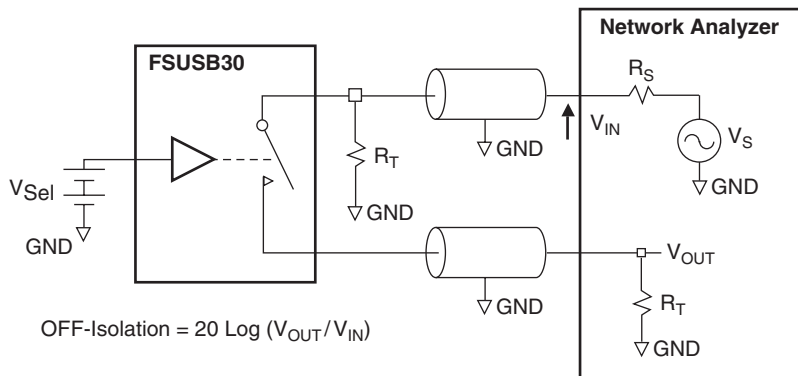 Network Analyzer
FSUSB30
R_S
V_IN
V_S
GND
GND
R_T
GND
V_Sel
GND
V_OUT
GND
R_T
GND
OFF-Isolation = 20 Log (V_OUT/V_IN)